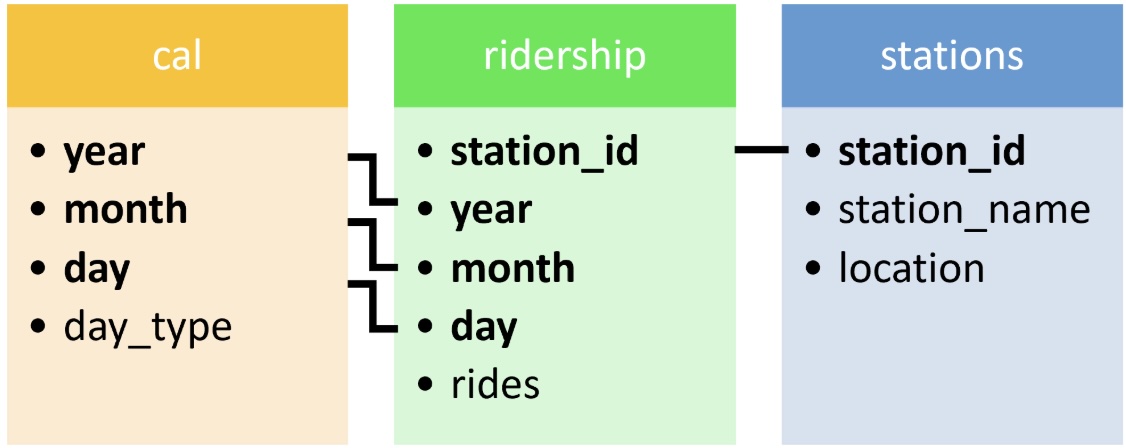 cal
• year
• month
• day
• day_type
ridership
• station_id
• year
• month
• day
• rides
stations
• station_id
• station_name
• location